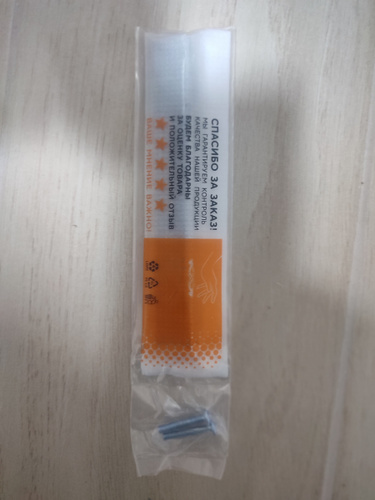 СПАСИБО ЗА ЗАКАЗ!
МЫ ГАРАНТИРУЕМ КОНТРОЛЬ
КАЧЕСТВА НАШЕЙ ПРОДУКЦИИ
БУДЕМ БЛАГОДАРНЫ
ЗА ОЦЕНКУ ТОВАРА
И ПОЛОЖИТЕЛЬНЫЙ ОТЗЫВ
ВАШЕ МНЕНИЕ ВАЖНО!